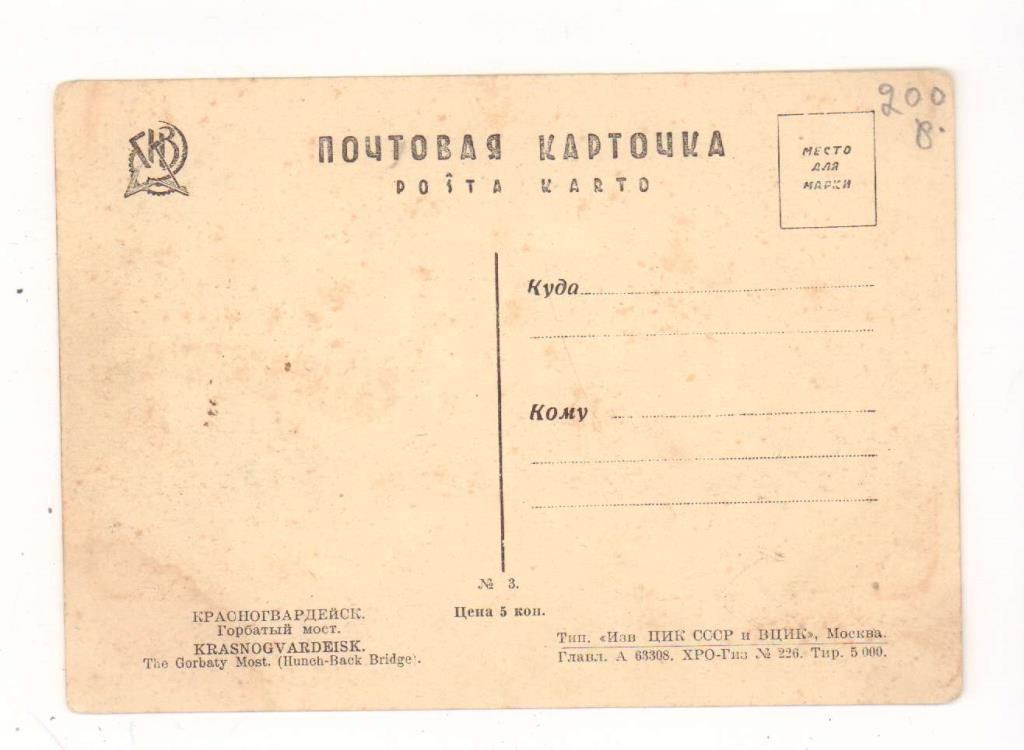 200
в.
ПОЧТОВАЯ КАРТОЧКА
POŜTA KARTO
МЕСТО
ДЛЯ
МАРКИ
Куда
Кому
№ 3.
Цена 5 коп.
КРАСНОГВАРДЕЙСК.
Горбатый мост.
KRASNOGVARDEISK.
The Gorbaty Most. (Hunch-Back Bridge).
Тип. «Изв ЦИК СССР и ВЦИК», Москва.
Главл. А 63308. ХРО-Гиз № 226. Тир. 5 000.